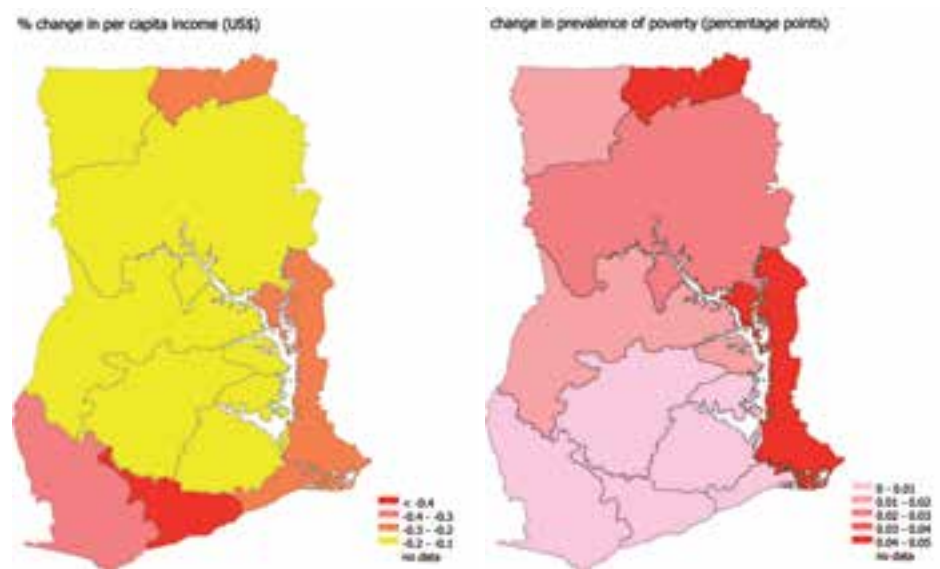 % change in per capita income (US$)
change in prevalence of poverty (percentage points)
< -0.4
-0.4 - -0.3
-0.3 - -0.2
-0.2 - -0.1
no data
0 - 0.01
0.01 - 0.02
0.02 - 0.03
0.03 - 0.04
0.04 - 0.05
no data